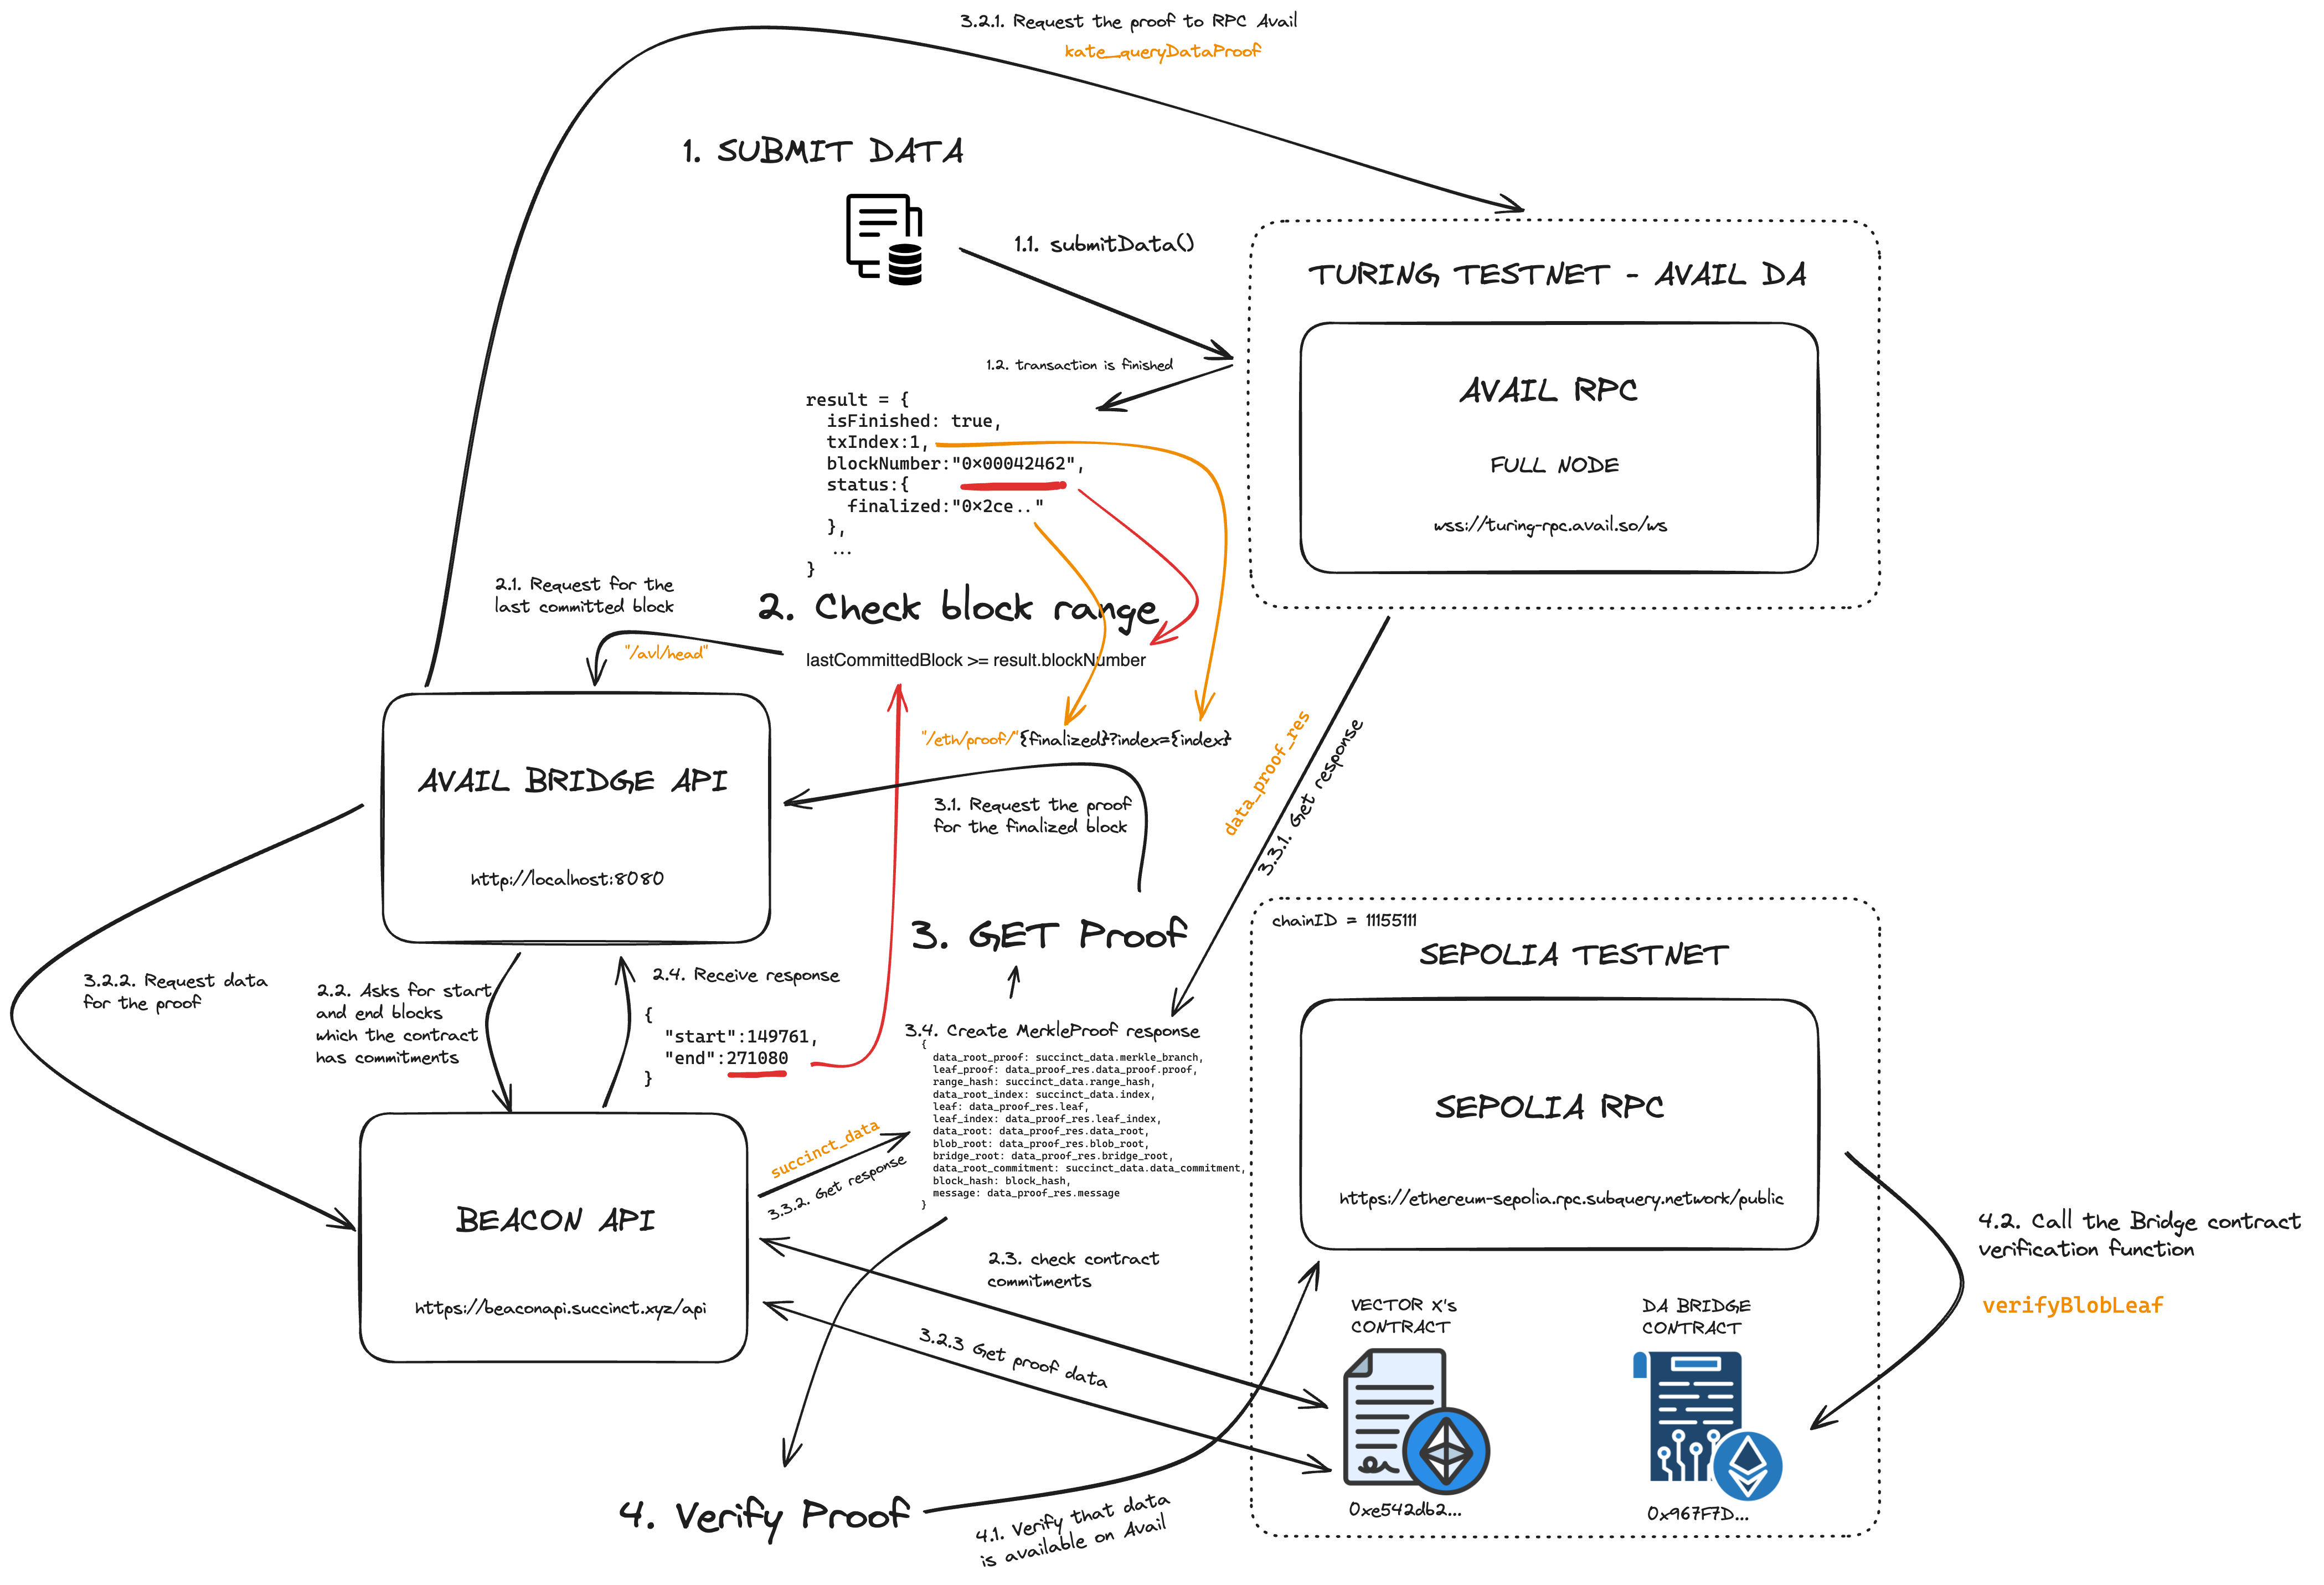 3.2.1. Request the proof to RPC Avail
kate_queryDataProof
1. SUBMIT DATA
1.1. submitData()
1.2. transaction is finished
TURING TESTNET - AVAIL DA
AVAIL RPC
FULL NODE
wss://turing-rpc.avail.so/ws
result = {
isFinished: true,
txIndex:1,
blockNumber:"0×00042462",
status:{
finalized:"0×2ce.."
},
...
}
2.1. Request for the
last committed block
"/avl/head"
2. Check block range
lastCommittedBlock >= result.blockNumber
"/eth/proof/"{finalized}?index={index}
AVAIL BRIDGE API
http://localhost:8080
3.1. Request the proof
for the finalized block
data_proof_res
3.3.1. Get response
3. GET Proof
3.2.2. Request data
for the proof
2.2. Asks for start
and end blocks
which the contract
has commitments
2.4. Receive response
{
"start":149761,
"end":271080
}
3.4. Create MerkleProof response
{
data_root_proof: succinct_data.merkle_branch,
leaf_proof: data_proof_res.data_proof.proof,
range_hash: succinct_data.range_hash,
data_root_index: succinct_data.index,
leaf: data_proof_res.leaf,
leaf_index: data_proof_res.leaf_index,
data_root: data_proof_res.data_root,
blob_root: data_proof_res.blob_root,
bridge_root: data_proof_res.bridge_root,
data_root_commitment: succinct_data.data_commitment,
block_hash: block_hash,
message: data_proof_res.message
}
succinct_data
3.3.2. Get response
BEACON API
https://beaconapi.succinct.xyz/api
2.3. check contract
commitments
3.2.3 Get proof data
chainID = 11155111
SEPOLIA TESTNET
SEPOLIA RPC
https://ethereum-sepolia.rpc.subquery.network/public
VECTOR X's
CONTRACT
0xe542db2...
DA BRIDGE
CONTRACT
0x967F7D...
4.2. Call the Bridge contract
verification function
verifyBlobLeaf
4. Verify Proof
4.1. Verify that data
is available on Avail